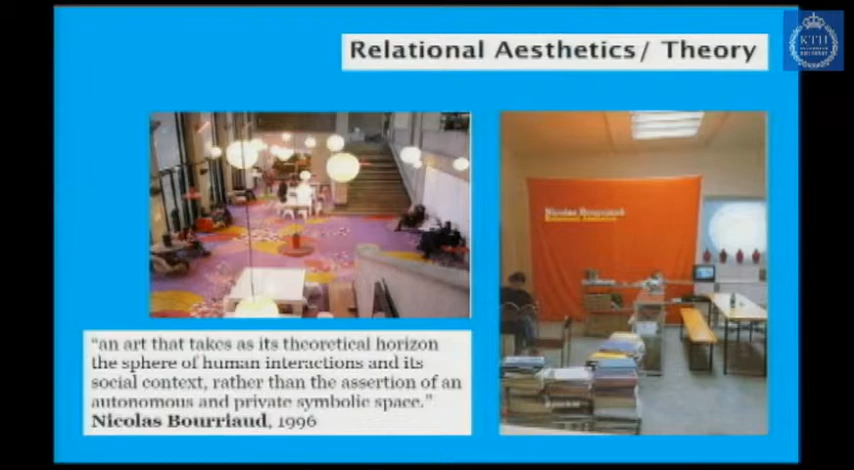 Relational Aesthetics/ Theory
KTH
"an art that takes as its theoretical horizon
the sphere of human interactions and its
social context, rather than the assertion of an
autonomous and private symbolic space."
Nicolas Bourriaud, 1996
Nicolas Bourriaud
Relational Aesthetics